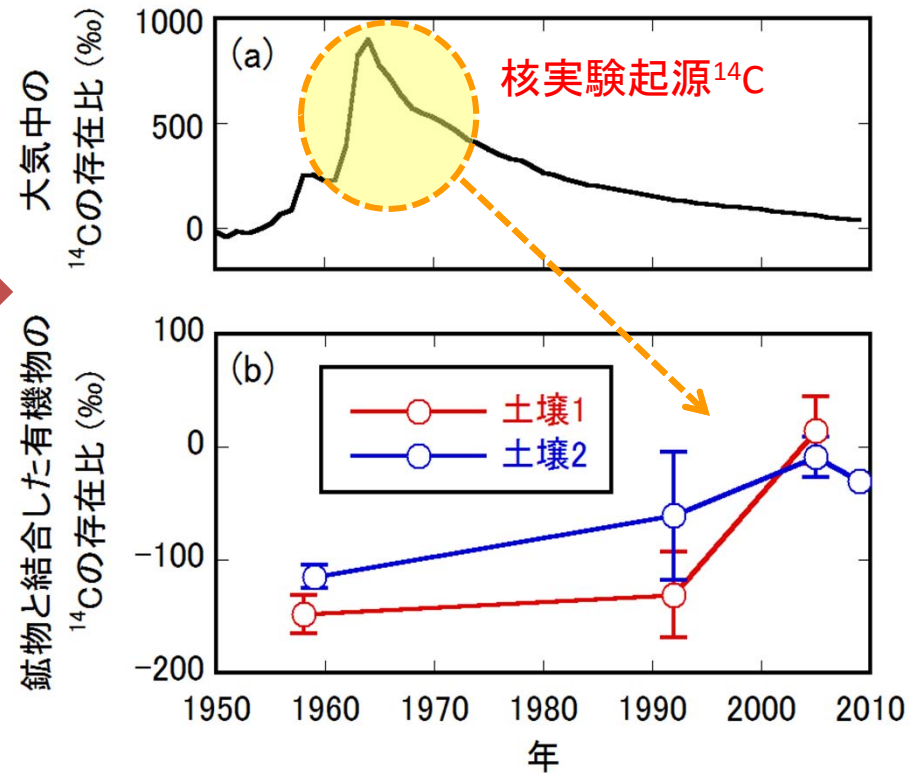 大気中の
¹⁴Cの存在比 (‰)
1000
500
0
(a)
核実験起源¹⁴C
鉱物と結合した有機物の
¹⁴Cの存在比 (‰)
100
0
−100
−200
(b)
土壌1
土壌2
1950 1960 1970 1980 1990 2000 2010
年